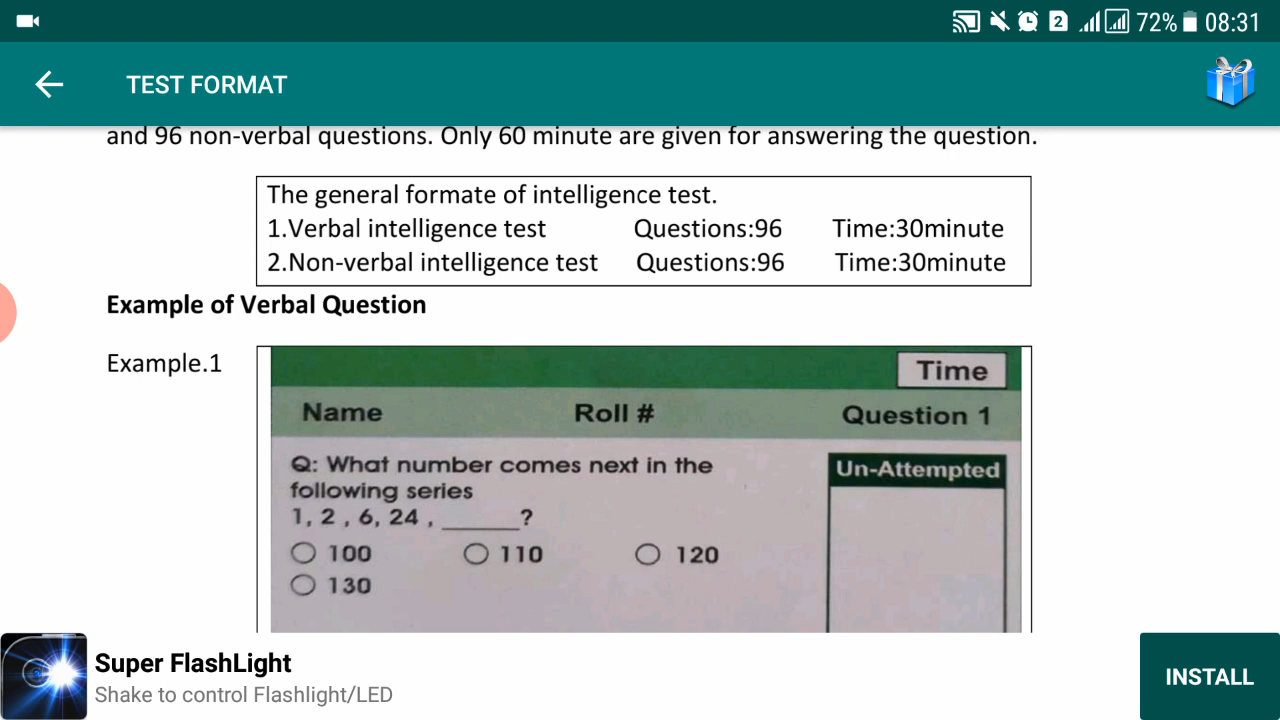 2 72% 08:31
TEST FORMAT
and 96 non-verbal questions. Only 60 minute are given for answering the question.
The general formate of intelligence test.
1.Verbal intelligence test Questions:96 Time:30minute
2.Non-verbal intelligence test Questions:96 Time:30minute
Example of Verbal Question
Example.1
Time
Name Roll # Question 1
Q: What number comes next in the
following series
1, 2 , 6, 24 , ______?
100 110 120
130
Un-Attempted
Super FlashLight
Shake to control Flashlight/LED
INSTALL